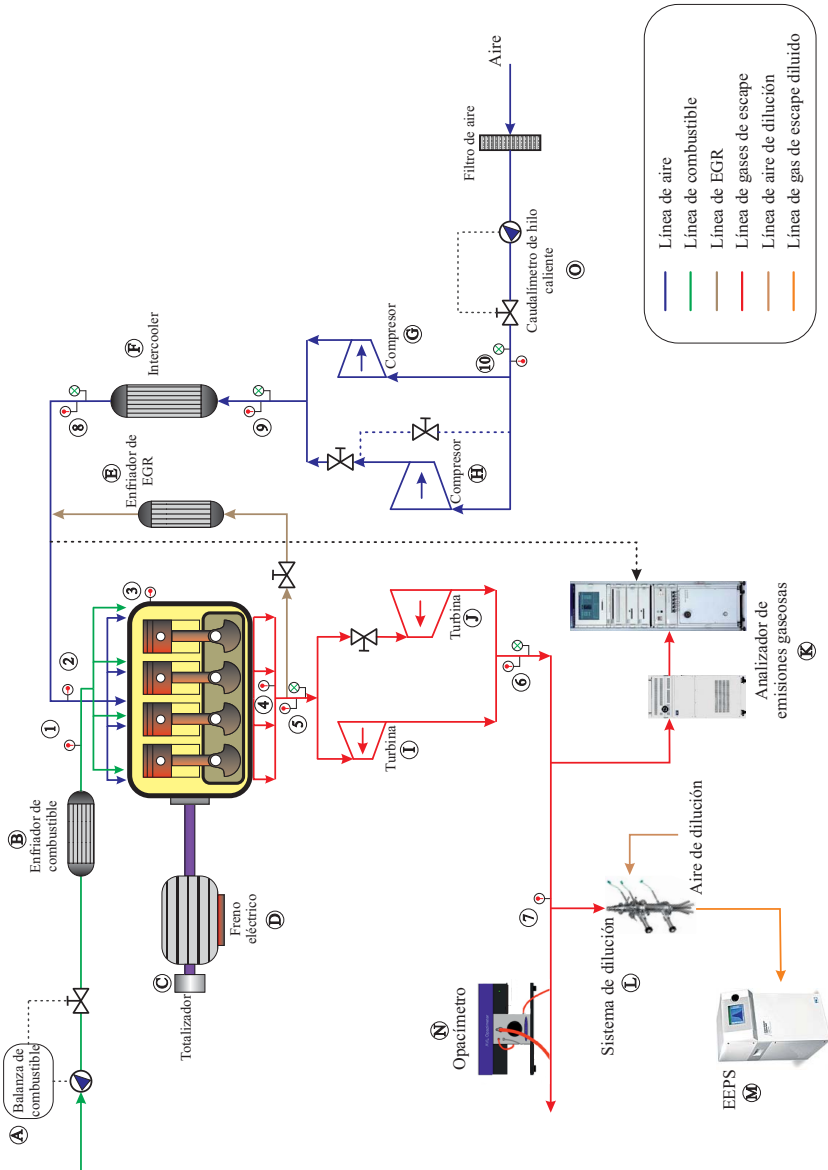 A
Balanza de
combustible
B
Enfriador de
combustible
1
2
3
C
Totalizador
D
Freno
eléctrico
4
5
E
Enfriador de
EGR
8
F
Intercooler
9
G
Compresor
H
Compresor
10
O
Caudalímetro de hilo
caliente
Filtro de aire
Aire
I
Turbina
J
Turbina
6
7
N
Opacímetro
L
Sistema de dilución
Aire de dilución
M
EEPS
K
Analizador de
emisiones gaseosas
Línea de aire
Línea de combustible
Línea de EGR
Línea de gases de escape
Línea de aire de dilución
Línea de gas de escape diluido